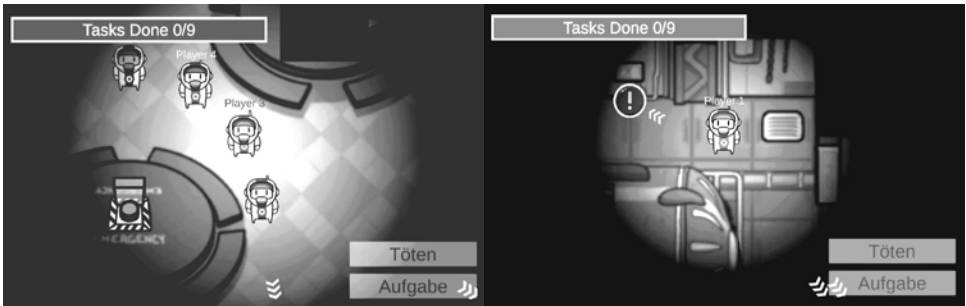 Tasks Done 0/9
Player 4
Player 3
EMERGENCY
Töten
Aufgabe
Tasks Done 0/9
Player 1
Töten
Aufgabe